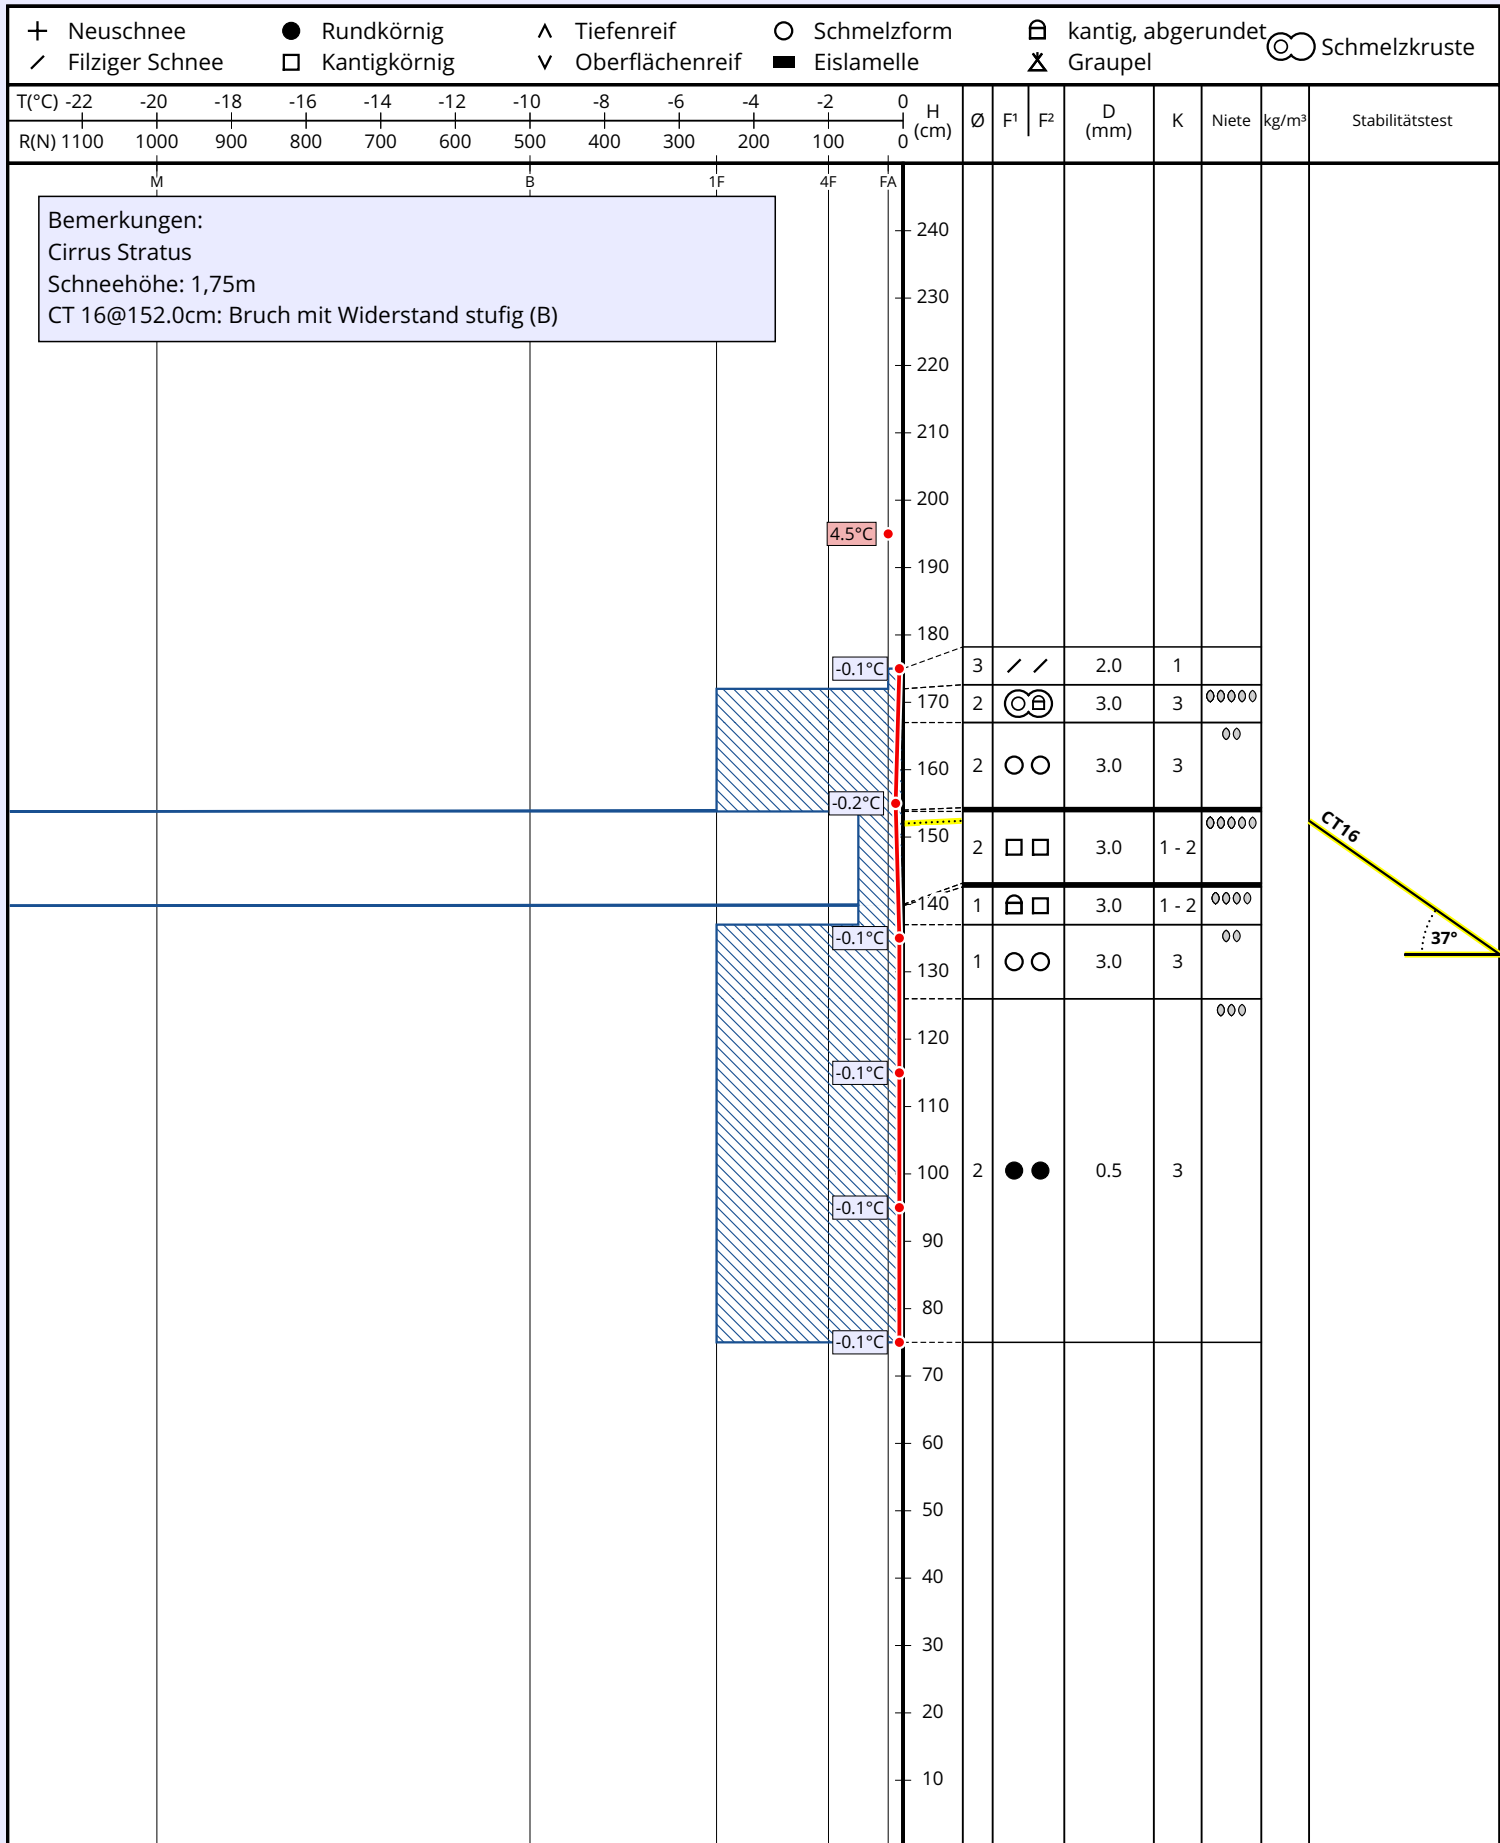 Neuschnee Rundkörnig Tiefenreif Schmelzform kantig, abgerundet Schmelzkruste
Filziger Schnee Kantigkörnig Oberflächenreif Eislamelle Graupel
T(°C) -22 -20 -18 -16 -14 -12 -10 -8 -6 -4 -2 0
R(N) 1100 1000 900 800 700 600 500 400 300 200 100 0
H (cm) Ø F¹ F² D (mm) K Niete kg/m³ Stabilitätstest
M B 1F 4F FA
Bemerkungen:
Cirrus Stratus
Schneehöhe: 1,75m
CT 16@152.0cm: Bruch mit Widerstand stufig (B)
240
230
220
210
200
4.5°C
190
180
-0.1°C 3 2.0 1
170 2 3.0 3
160 2 3.0 3
-0.2°C
150 2 3.0 1 - 2
CT16
140 1 3.0 1 - 2
-0.1°C 37°
130 1 3.0 3
120
-0.1°C
110
100 2 0.5 3
-0.1°C
90
80
-0.1°C
70
60
50
40
30
20
10